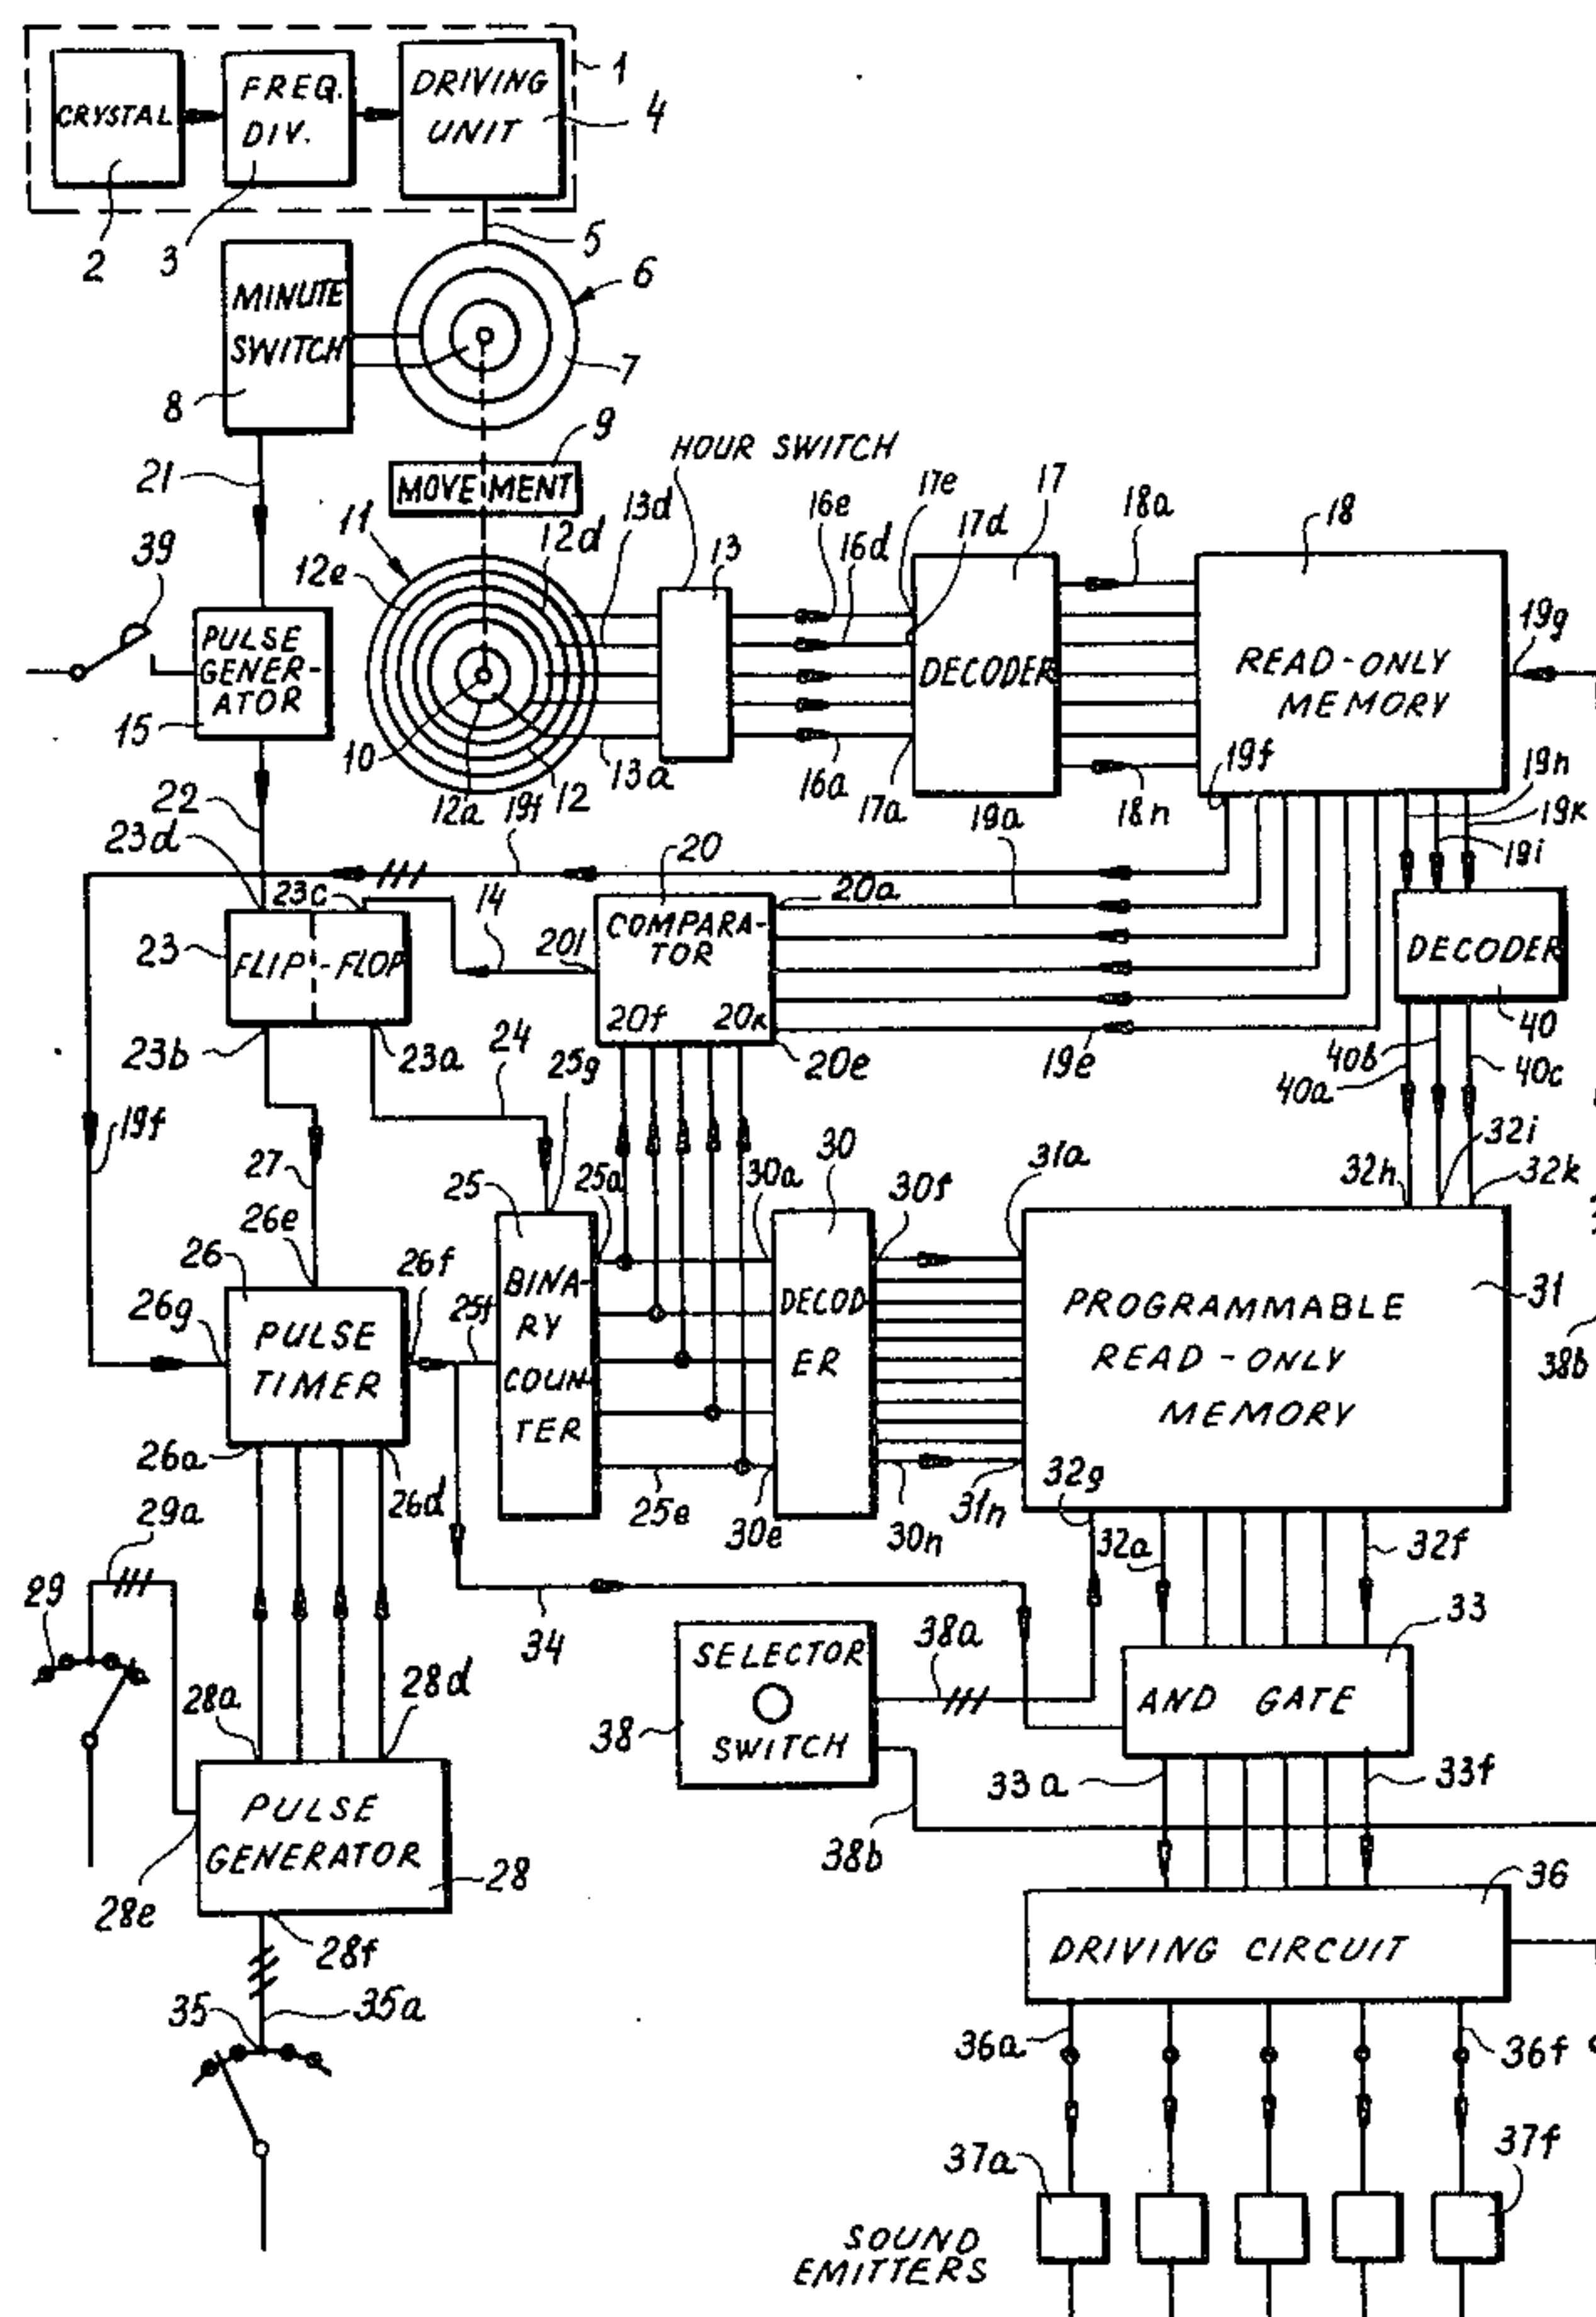 CRYSTAL
FREQ.
DIV.
DRIVING
UNIT
1
4
2
3
5
6
7
MINUTE
SWITCH
8
9
MOVEMENT
HOUR SWITCH
21
39
11
12e
12d
13d
13
16e
16d
17e
17d
17
18a
18
PULSE
GENER-
ATOR
15
DECODER
READ-ONLY
MEMORY
19g
10
12a
12
13a
16a
17a
18n
19f
19n
19k
19i
22
23d
19f
19a
20
23c
14
20l
20a
COMPARA-
TOR
20f
20k
20e
19e
23
FLIP-FLOP
23b
23a
24
25g
DECODER
40
40b
40a
40c
19f
27
26e
25
25a
30a
30
30f
31a
32h
32i
32k
26
26f
25f
26g
PULSE
TIMER
BINA-
RY
COUN-
TER
DECOD
ER
PROGRAMMABLE
READ-ONLY
MEMORY
31
38b
26a
26d
25e
30e
30n
31n
32g
32a
32f
29a
29
34
28a
28d
SELECTOR
SWITCH
38
38a
38b
33
AND GATE
33a
33f
PULSE
GENERATOR
28
28e
28f
35
35a
36
DRIVING CIRCUIT
36a
36f
37a
37f
SOUND
EMITTERS